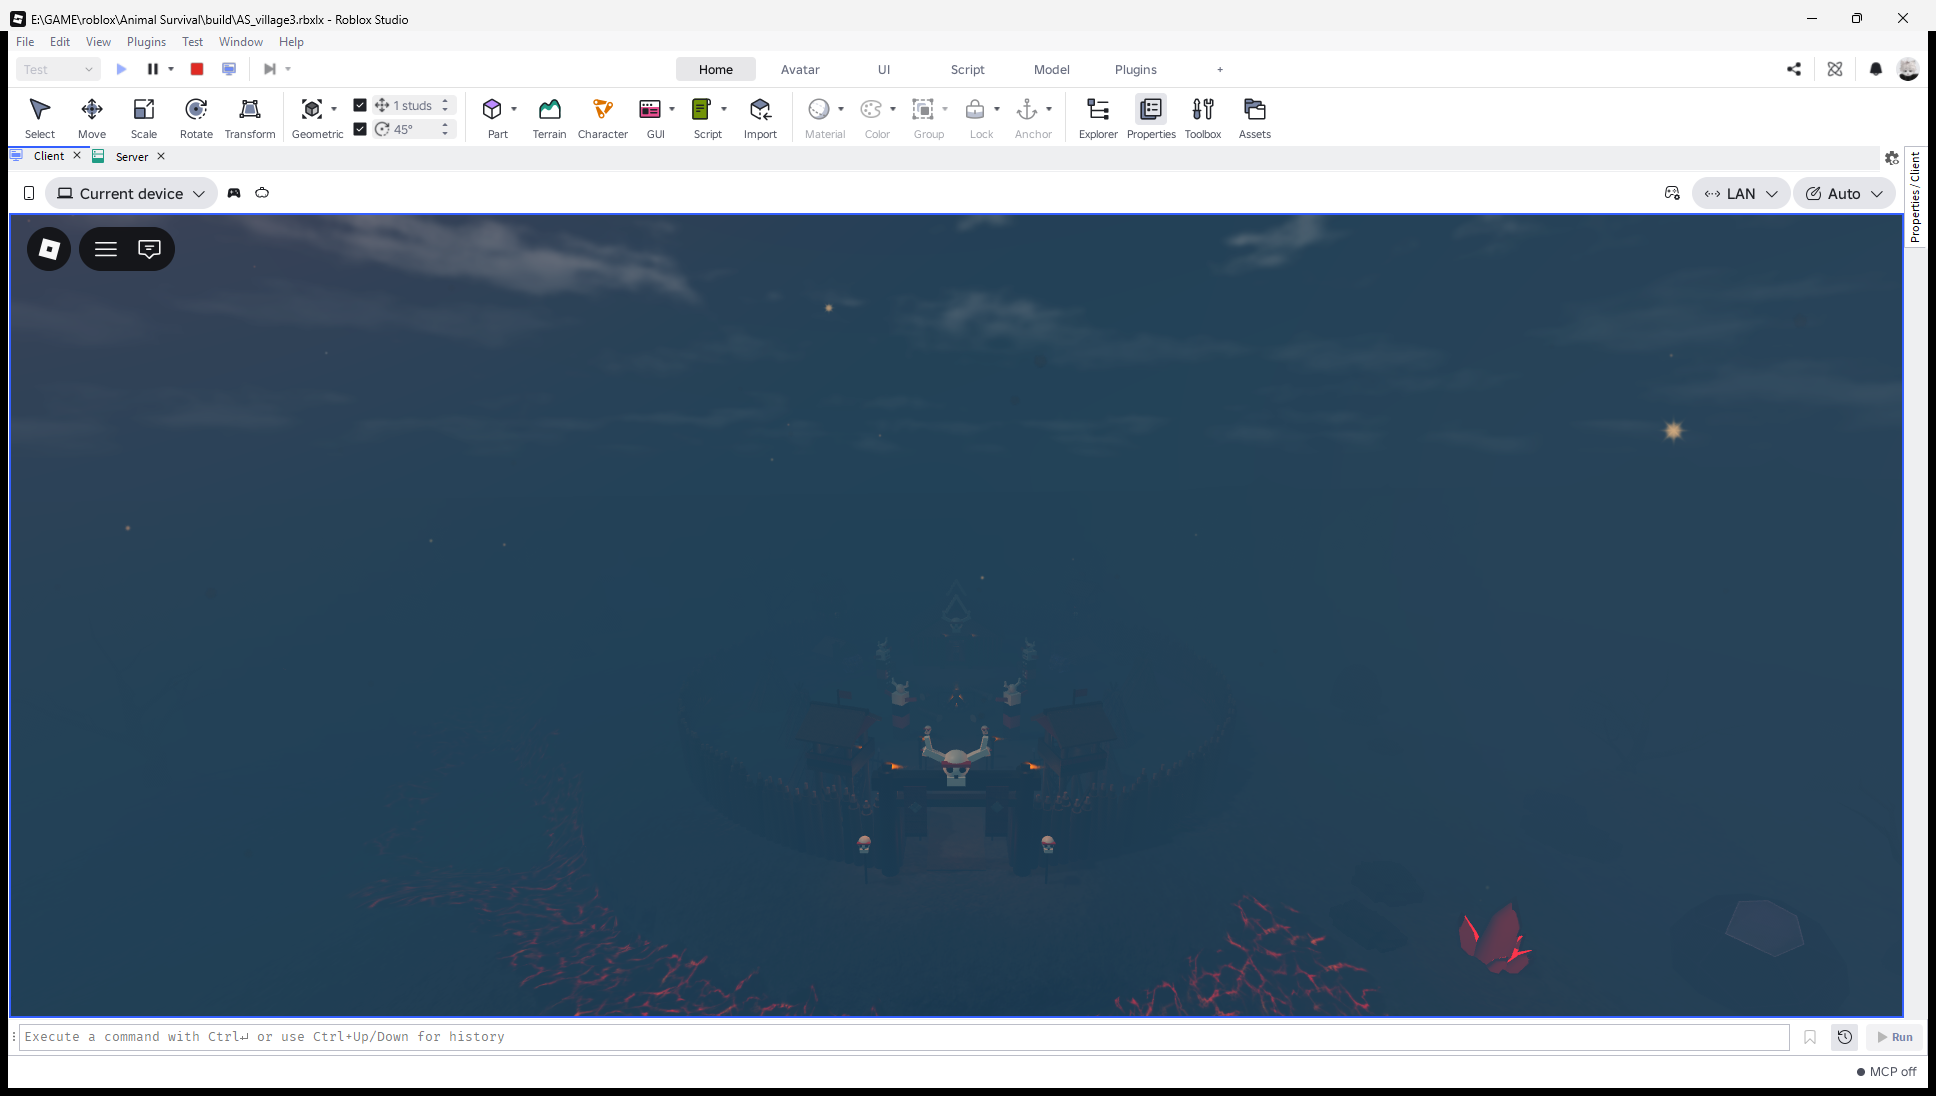 E:\GAME\roblox\Animal Survival\build\AS_village3.rbxlx - Roblox Studio
File Edit View Plugins Test Window Help
Test Home Avatar UI Script Model Plugins +
1 studs
45°
Select Move Scale Rotate Transform Geometric Part Terrain Character GUI Script Import Material Color Group Lock Anchor Explorer Properties Toolbox Assets
Client Server
Properties / Client
Current device LAN Auto
Execute a command with Ctrl↵ or use Ctrl+Up/Down for history
Run
MCP off